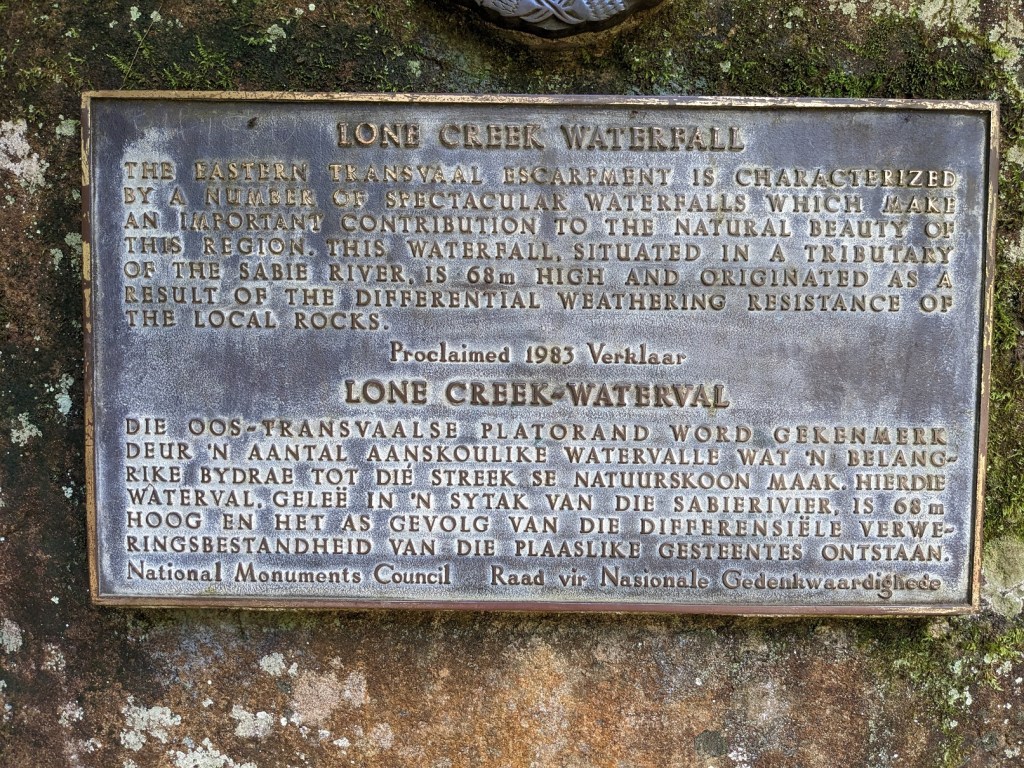 LONE CREEK WATERFALL
THE EASTERN TRANSVAAL ESCARPMENT IS CHARACTERIZED
BY A NUMBER OF SPECTACULAR WATERFALLS WHICH MAKE
AN IMPORTANT CONTRIBUTION TO THE NATURAL BEAUTY OF
THIS REGION. THIS WATERFALL, SITUATED IN A TRIBUTARY
OF THE SABIE RIVER, IS 68m HIGH AND ORIGINATED AS A
RESULT OF THE DIFFERENTIAL WEATHERING RESISTANCE OF
THE LOCAL ROCKS.
Proclaimed 1983 Verklaar
LONE CREEK-WATERVAL
DIE OOS-TRANSVAALSE PLATORAND WORD GEKENMERK
DEUR 'N AANTAL AANSKOULIKE WATERVALLE WAT 'N BELANG-
RIKE BYDRAE TOT DIÉ STREEK SE NATUURSKOON MAAK. HIERDIE
WATERVAL, GELEË IN 'N SYTAK VAN DIE SABIERIVIER, IS 68m
HOOG EN HET AS GEVOLG VAN DIE DIFFERENSIËLE VERWE-
RINGSBESTANDHEID VAN DIE PLAASLIKE GESTEENTES ONTSTAAN.
National Monuments Council Raad vir Nasionale Gedenkwaardighede